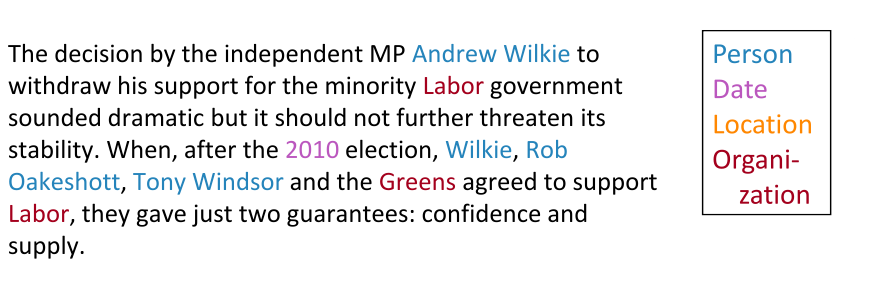 The decision by the independent MP Andrew Wilkie to
withdraw his support for the minority Labor government
sounded dramatic but it should not further threaten its
stability. When, after the 2010 election, Wilkie, Rob
Oakeshott, Tony Windsor and the Greens agreed to support
Labor, they gave just two guarantees: confidence and
supply.
Person
Date
Location
Organi-
zation